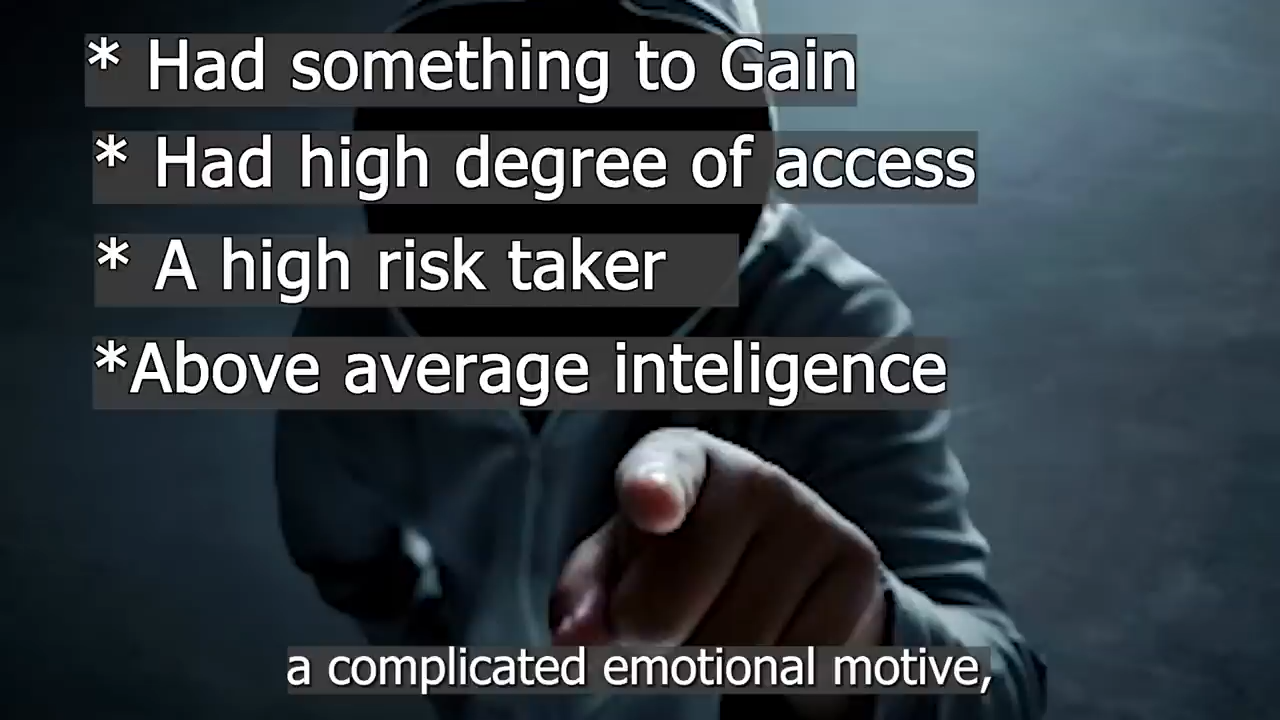 * Had something to Gain
* Had high degree of access
* A high risk taker
*Above average inteligence
a complicated emotional motive,